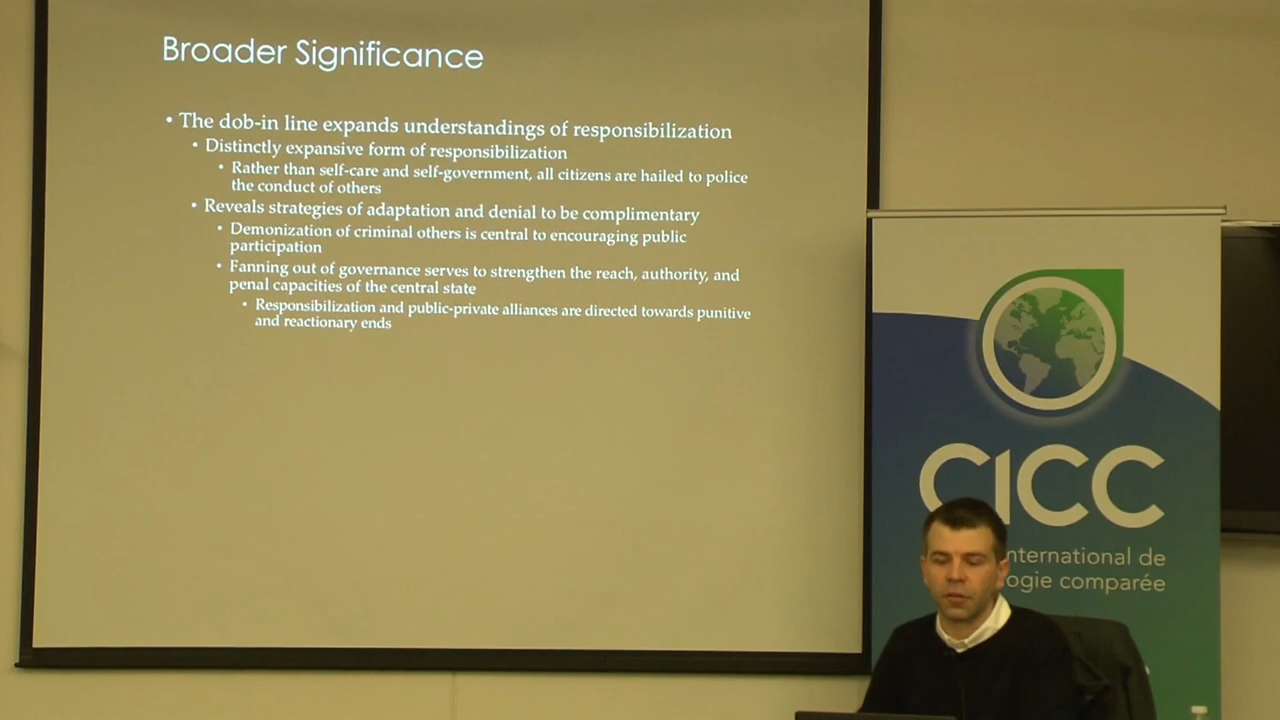 Broader Significance
• The dob-in line expands understandings of responsibilization
• Distinctly expansive form of responsibilization
• Rather than self-care and self-government, all citizens are hailed to police
the conduct of others
• Reveals strategies of adaptation and denial to be complimentary
• Demonization of criminal others is central to encouraging public
participation
• Fanning out of governance serves to strengthen the reach, authority, and
penal capacities of the central state
• Responsibilization and public-private alliances are directed towards punitive
and reactionary ends
CICC
nternational de
ogie comparée